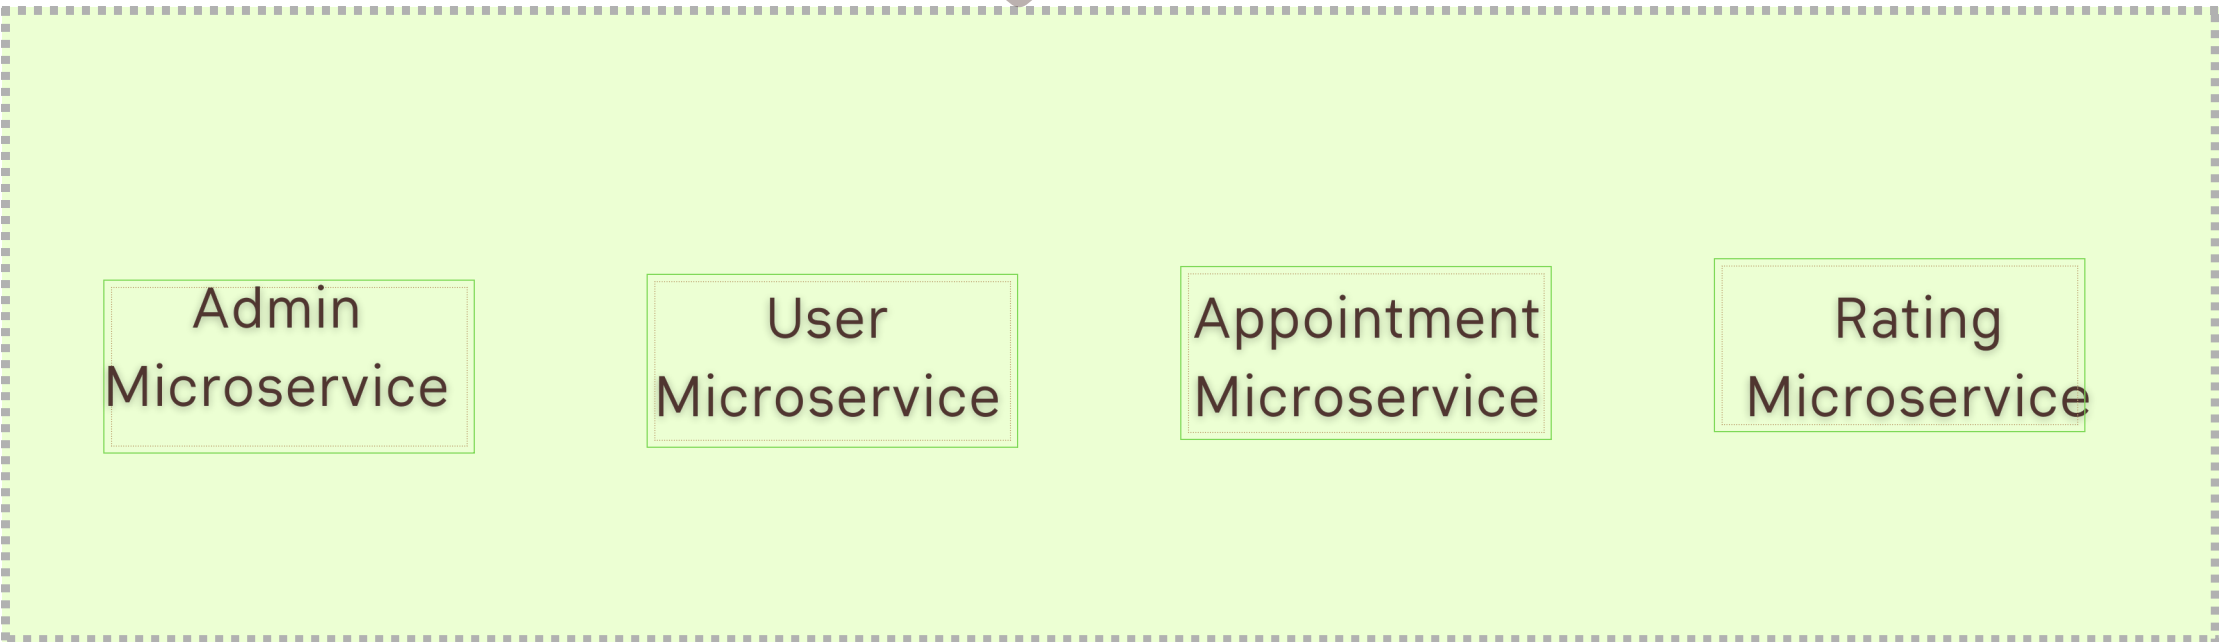 Admin
Microservice
User
Microservice
Appointment
Microservice
Rating
Microservice